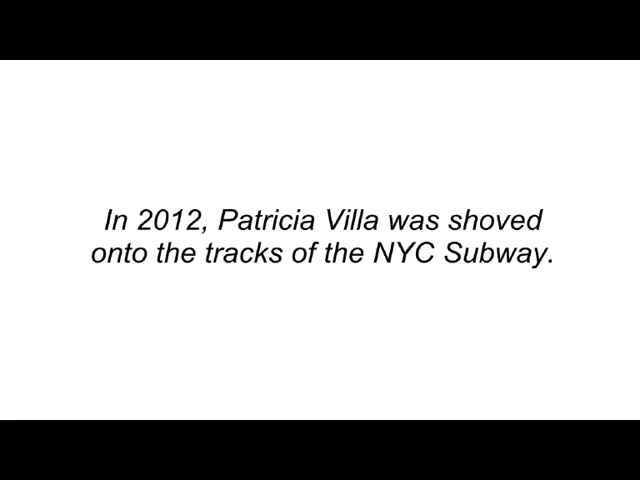 In 2012, Patricia Villa was shoved
onto the tracks of the NYC Subway.